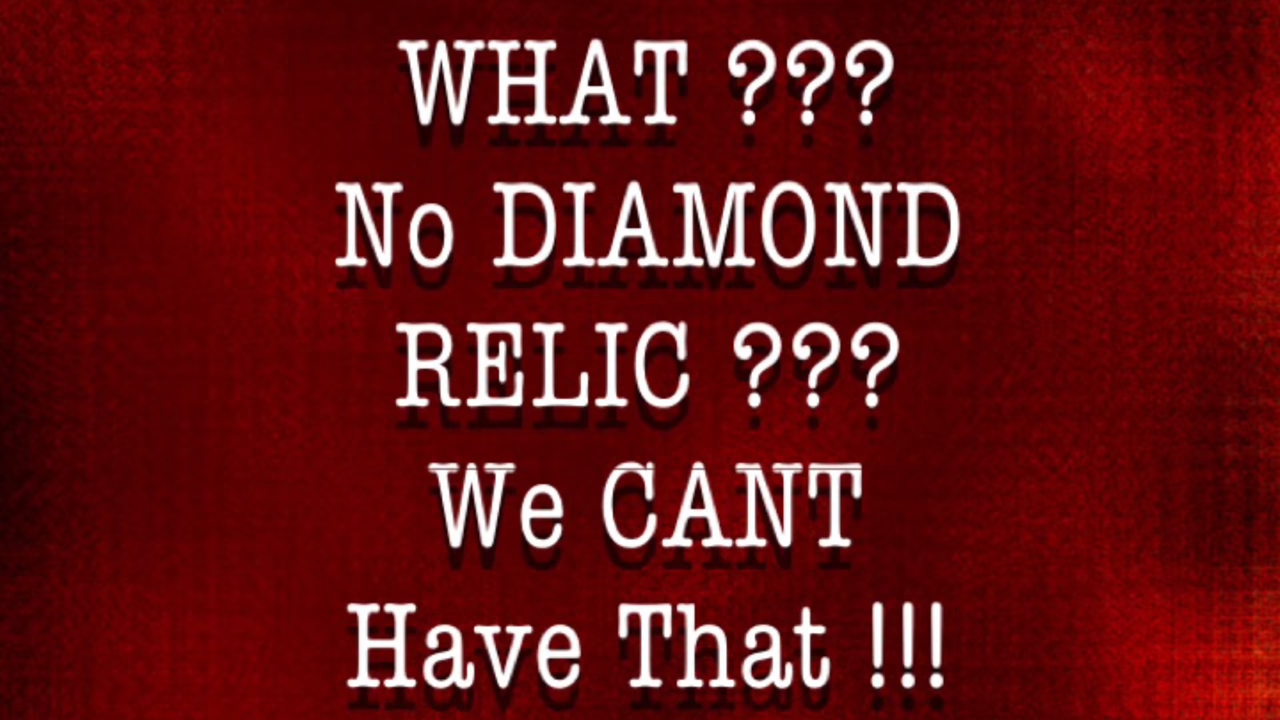 WHAT ???
No DIAMOND
RELIC ???
We CANT
Have That !!!